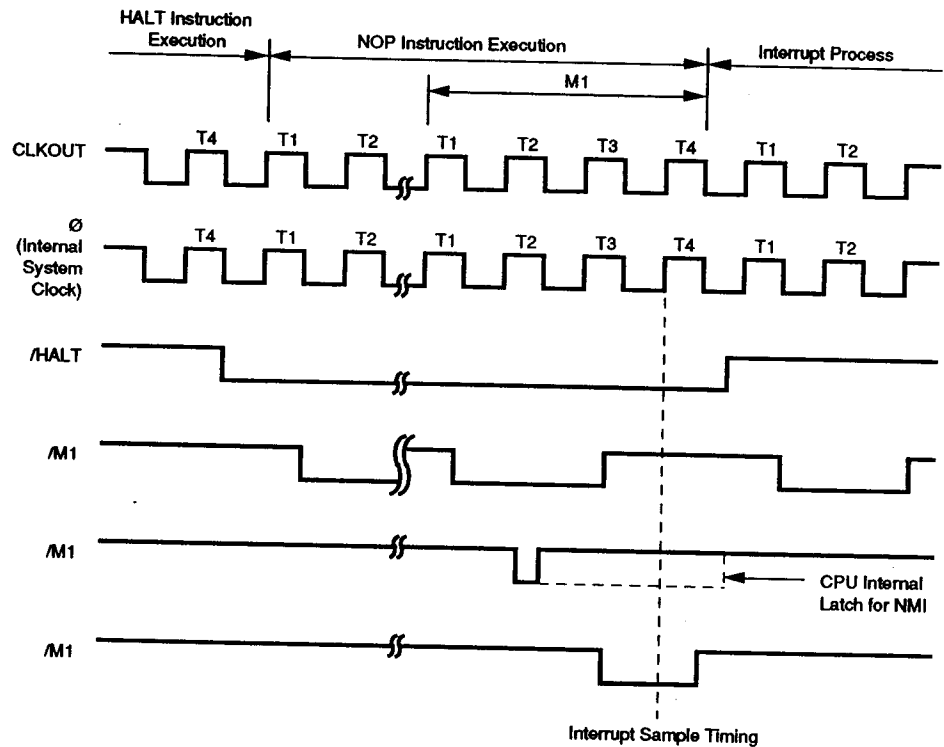 HALT Instruction
Execution
NOP Instruction Execution
Interrupt Process
M1
CLKOUT
T4 T1 T2 T1 T2 T3 T4 T1 T2
Ø
(Internal
System
Clock)
T4 T1 T2 T1 T2 T3 T4 T1 T2
/HALT
/M1
/M1
CPU Internal
Latch for NMI
/M1
Interrupt Sample Timing